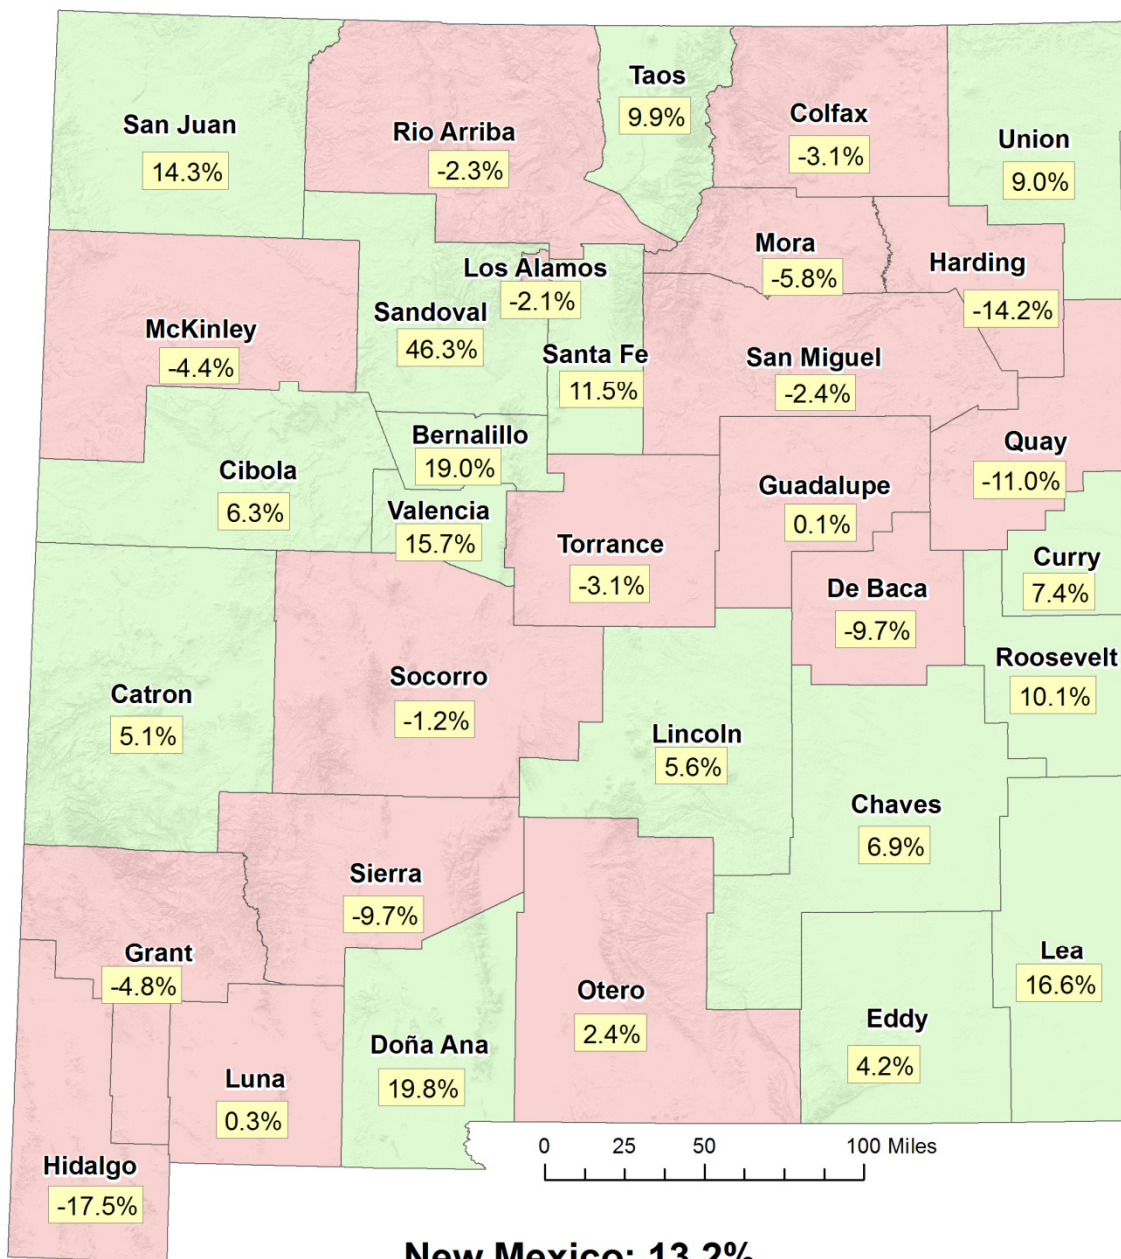 San Juan
14.3%
Rio Arriba
-2.3%
Taos
9.9%
Colfax
-3.1%
Union
9.0%
Mora
-5.8%
Harding
-14.2%
Los Alamos
-2.1%
Sandoval
46.3%
McKinley
-4.4%
Santa Fe
11.5%
San Miguel
-2.4%
Bernalillo
19.0%
Quay
-11.0%
Cibola
6.3%
Guadalupe
0.1%
Valencia
15.7%
Torrance
-3.1%
Curry
7.4%
De Baca
-9.7%
Roosevelt
10.1%
Socorro
-1.2%
Catron
5.1%
Lincoln
5.6%
Chaves
6.9%
Sierra
-9.7%
Grant
-4.8%
Lea
16.6%
Otero
2.4%
Eddy
4.2%
Doña Ana
19.8%
Luna
0.3%
Hidalgo
-17.5%
0 25 50 100 Miles
New Mexico: 13.2%